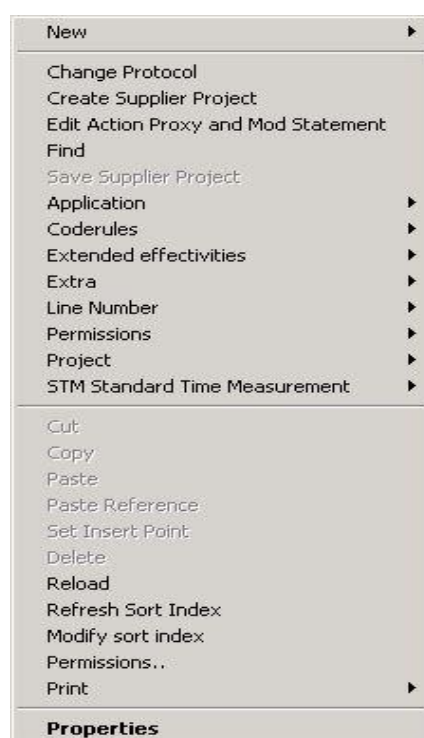 New
Change Protocol
Create Supplier Project
Edit Action Proxy and Mod Statement
Find
Save Supplier Project
Application
Coderules
Extended effectivities
Extra
Line Number
Permissions
Project
STM Standard Time Measurement
Cut
Copy
Paste
Paste Reference
Set Insert Point
Delete
Reload
Refresh Sort Index
Modify sort index
Permissions..
Print
Properties